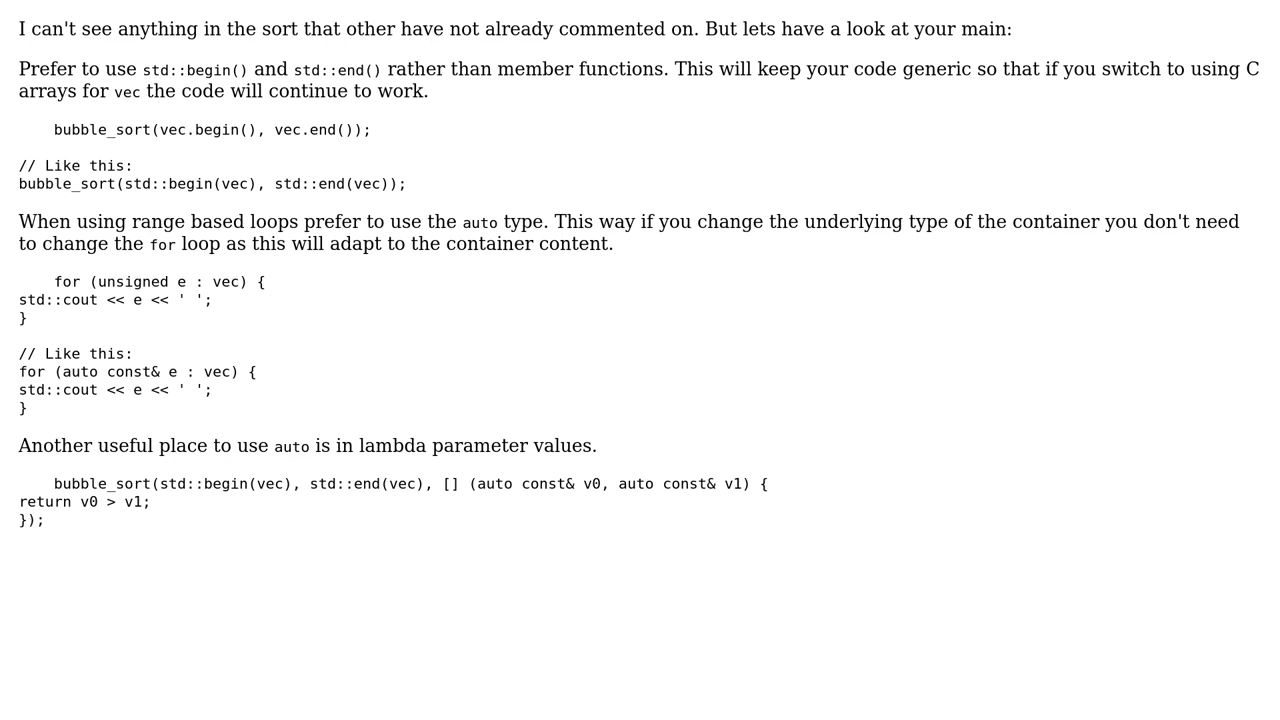 I can't see anything in the sort that other have not already commented on. But lets have a look at your main:
Prefer to use std::begin() and std::end() rather than member functions. This will keep your code generic so that if you switch to using C
arrays for vec the code will continue to work.
    bubble_sort(vec.begin(), vec.end());
// Like this:
bubble_sort(std::begin(vec), std::end(vec));
When using range based loops prefer to use the auto type. This way if you change the underlying type of the container you don't need
to change the for loop as this will adapt to the container content.
    for (unsigned e : vec) {
std::cout << e << ' ';
}
// Like this:
for (auto const& e : vec) {
std::cout << e << ' ';
}
Another useful place to use auto is in lambda parameter values.
    bubble_sort(std::begin(vec), std::end(vec), [] (auto const& v0, auto const& v1) {
return v0 > v1;
});